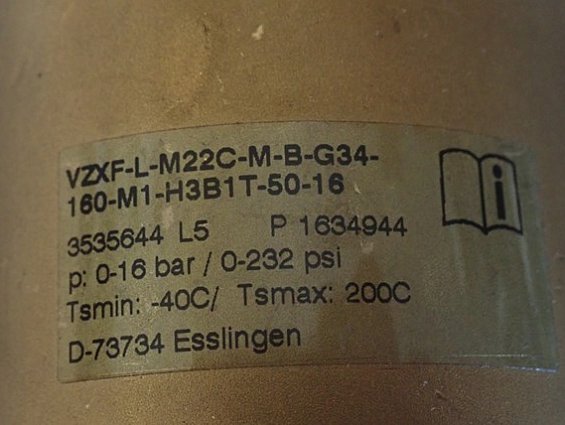 VZXF-L-M22C-M-B-G34-
160-M1-H3B1T-50-16
3535644 L5 P 1634944
p: 0-16 bar / 0-232 psi
Tsmin: -40C/ Tsmax: 200C
D-73734 Esslingen